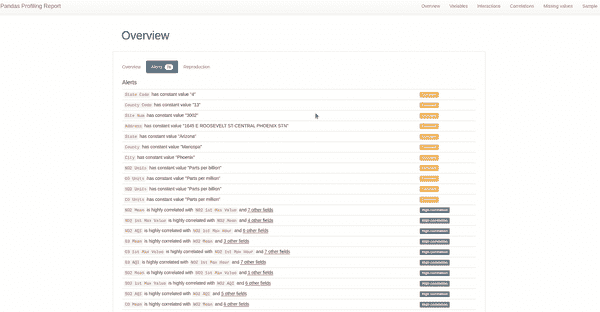 Pandas Profiling Report
Overview Variables Interactions Correlations Missing values Sample
Overview
Overview Alerts Reproduction
Alerts
State Code has constant value "4" Constant
County Code has constant value "13" Constant
Site Num has constant value "3002" Constant
Address has constant value "1645 E ROOSEVELT ST-CENTRAL PHOENIX STN" Constant
State has constant value "Arizona" Constant
County has constant value "Maricopa" Constant
City has constant value "Phoenix" Constant
NO2 Units has constant value "Parts per billion" Constant
O3 Units has constant value "Parts per million" Constant
SO2 Units has constant value "Parts per billion" Constant
CO Units has constant value "Parts per million" Constant
NO2 Mean is highly correlated with NO2 1st Max Value and 7 other fields High correlation
NO2 1st Max Value is highly correlated with NO2 Mean and 4 other fields High correlation
NO2 AQI is highly correlated with NO2 1st Max Hour and 8 other fields High correlation
O3 Mean is highly correlated with NO2 Mean and 3 other fields High correlation
O3 1st Max Value is highly correlated with NO2 1st Max Hour and 7 other fields High correlation
O3 AQI is highly correlated with NO2 1st Max Hour and 7 other fields High correlation
SO2 Mean is highly correlated with SO2 1st Max Value and 1 other fields High correlation
SO2 1st Max Value is highly correlated with NO2 AQI and 6 other fields High correlation
SO2 AQI is highly correlated with NO2 AQI and 5 other fields High correlation
CO Mean is highly correlated with NO2 Mean and 6 other fields High correlation